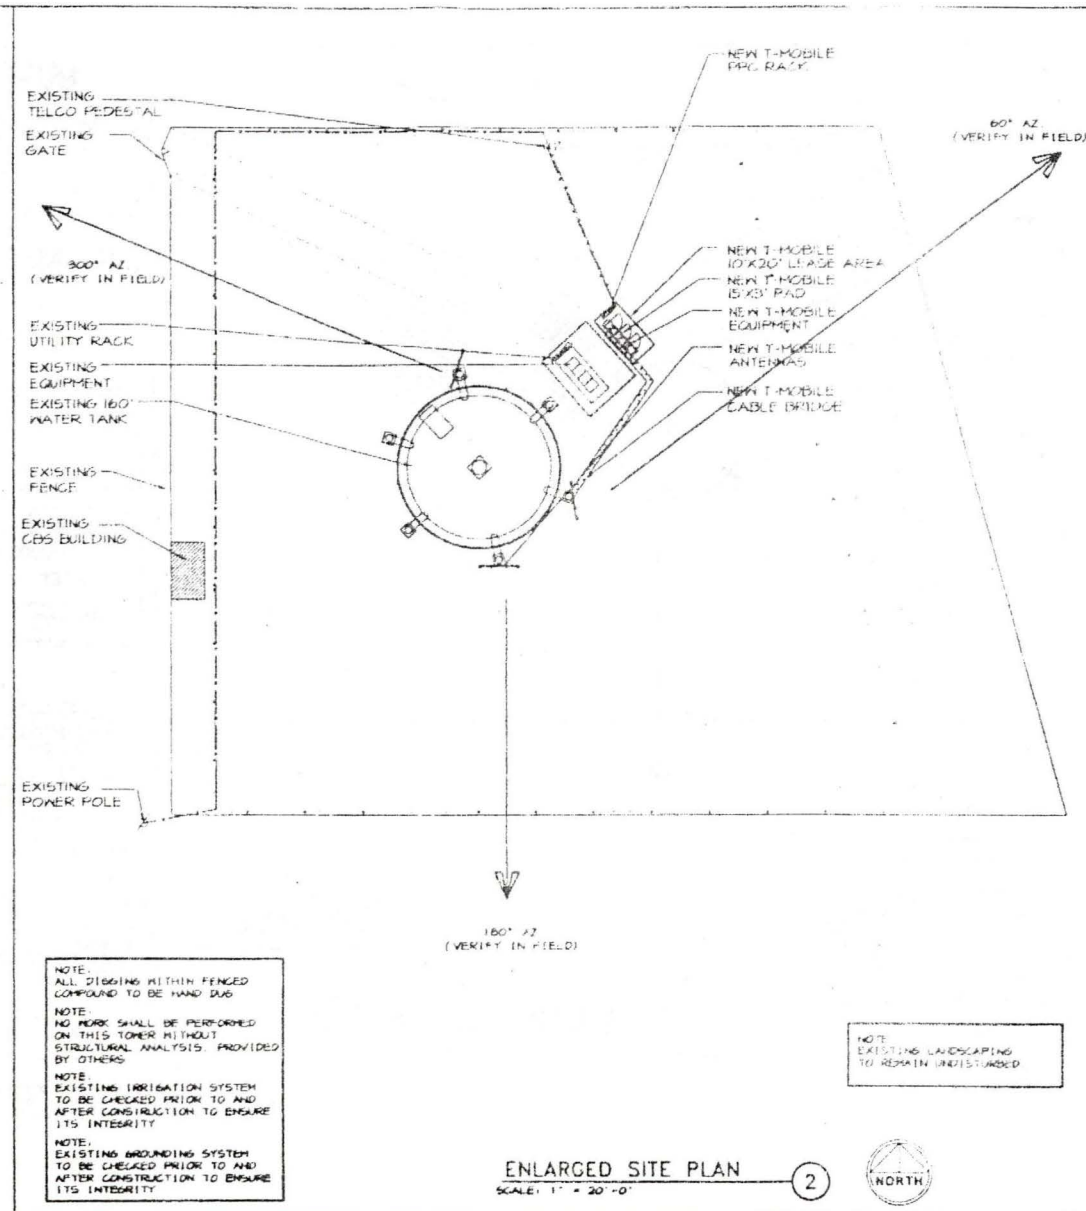 NEW T-MOBILE
PPC RACK
EXISTING
TELCO PEDESTAL
EXISTING
GATE
60° AZ.
(VERIFY IN FIELD)
300° AZ
(VERIFY IN FIELD)
NEW T-MOBILE
10'X20' LEASE AREA
NEW T-MOBILE
NEW T-MOBILE
EQUIPMENT
NEW T-MOBILE
ANTENNAS
NEW T-MOBILE
CABLE BRIDGE
EXISTING
UTILITY RACK
EXISTING
EQUIPMENT
EXISTING 160'
WATER TANK
EXISTING
FENCE
EXISTING
CBS BUILDING
EXISTING
POWER POLE
180° AZ
(VERIFY IN FIELD)
NOTE:
ALL DIGGING WITHIN FENCED
COMPOUND TO BE HAND DUG
NOTE:
NO WORK SHALL BE PERFORMED
ON THIS TOWER WITHOUT
STRUCTURAL ANALYSIS. PROVIDED
BY OTHERS
NOTE:
EXISTING IRRIGATION SYSTEM
TO BE CHECKED PRIOR TO AND
AFTER CONSTRUCTION TO ENSURE
ITS INTEGRITY
NOTE:
EXISTING GROUNDING SYSTEM
TO BE CHECKED PRIOR TO AND
AFTER CONSTRUCTION TO ENSURE
ITS INTEGRITY
NOTE
EXISTING LANDSCAPING
TO REMAIN UNDISTURBED
ENLARGED SITE PLAN
SCALE: 1" = 20'-0"
2
NORTH